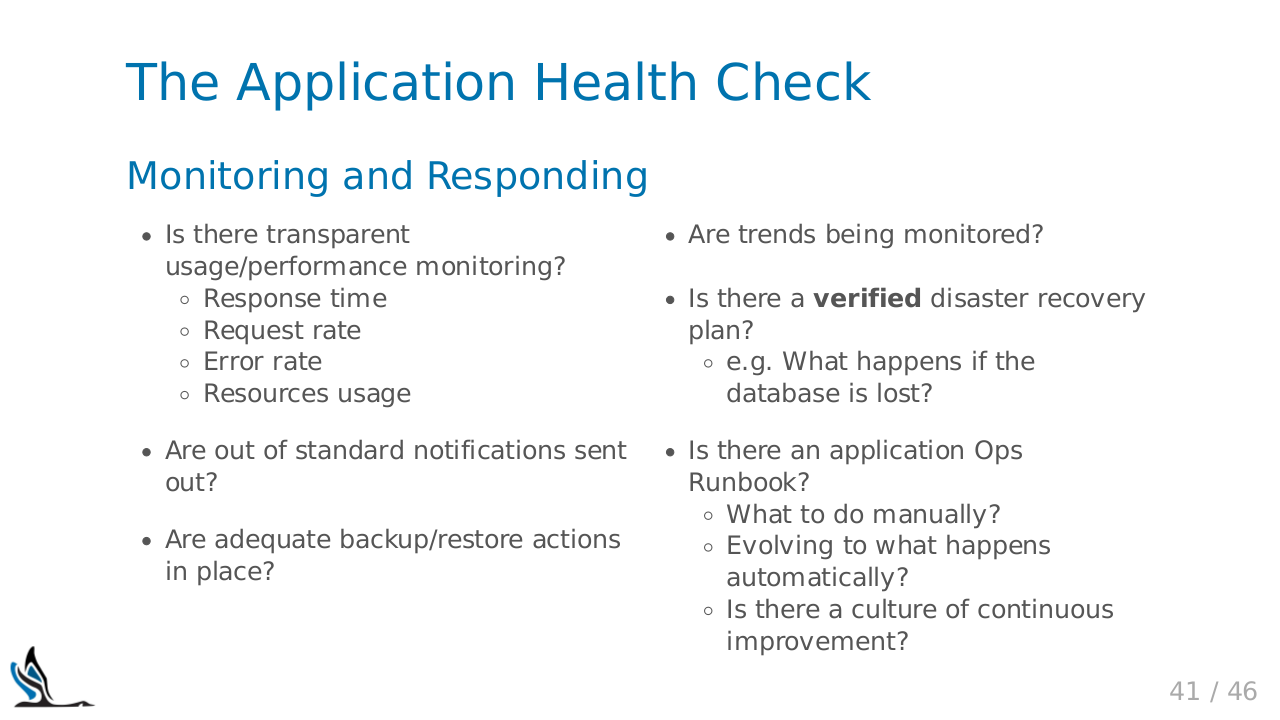 The Application Health Check
Monitoring and Responding
• Is there transparent
usage/performance monitoring?
◦ Response time
◦ Request rate
◦ Error rate
◦ Resources usage
• Are out of standard notifications sent
out?
• Are adequate backup/restore actions
in place?
• Are trends being monitored?
• Is there a verified disaster recovery
plan?
◦ e.g. What happens if the
database is lost?
• Is there an application Ops
Runbook?
◦ What to do manually?
◦ Evolving to what happens
automatically?
◦ Is there a culture of continuous
improvement?
41 / 46